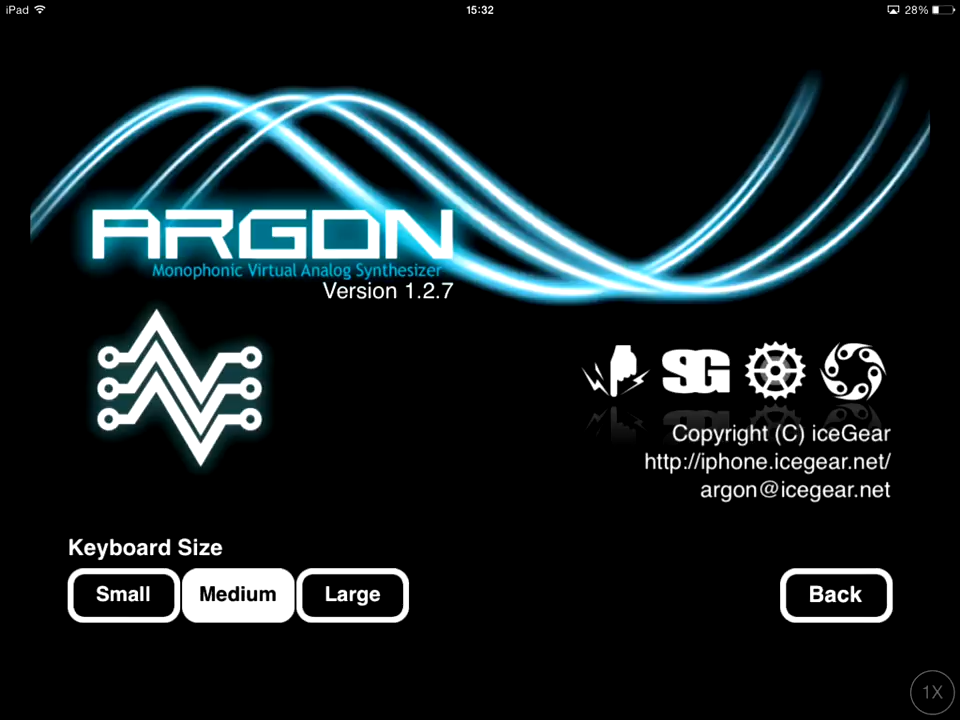 iPad 15:32 28%
ARGON
Monophonic Virtual Analog Synthesizer
Version 1.2.7
SG
Copyright (C) iceGear
http://iphone.icegear.net/
argon@icegear.net
Keyboard Size
Small Medium Large Back
1X